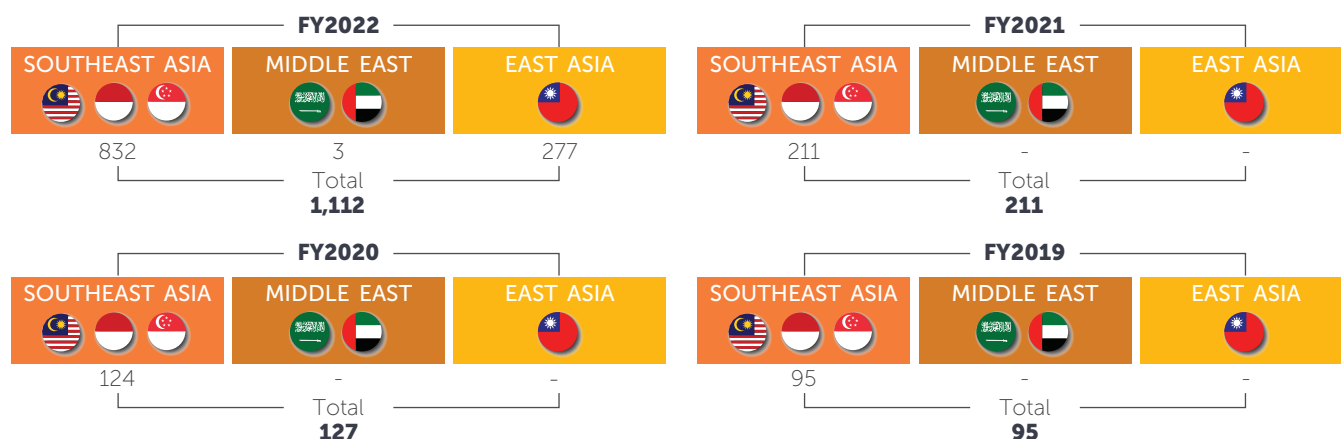 FY2022
SOUTHEAST ASIA MIDDLE EAST EAST ASIA
832 3 277
Total
1,112
FY2021
SOUTHEAST ASIA MIDDLE EAST EAST ASIA
211 - -
Total
211
FY2020
SOUTHEAST ASIA MIDDLE EAST EAST ASIA
124 - -
Total
127
FY2019
SOUTHEAST ASIA MIDDLE EAST EAST ASIA
95 - -
Total
95